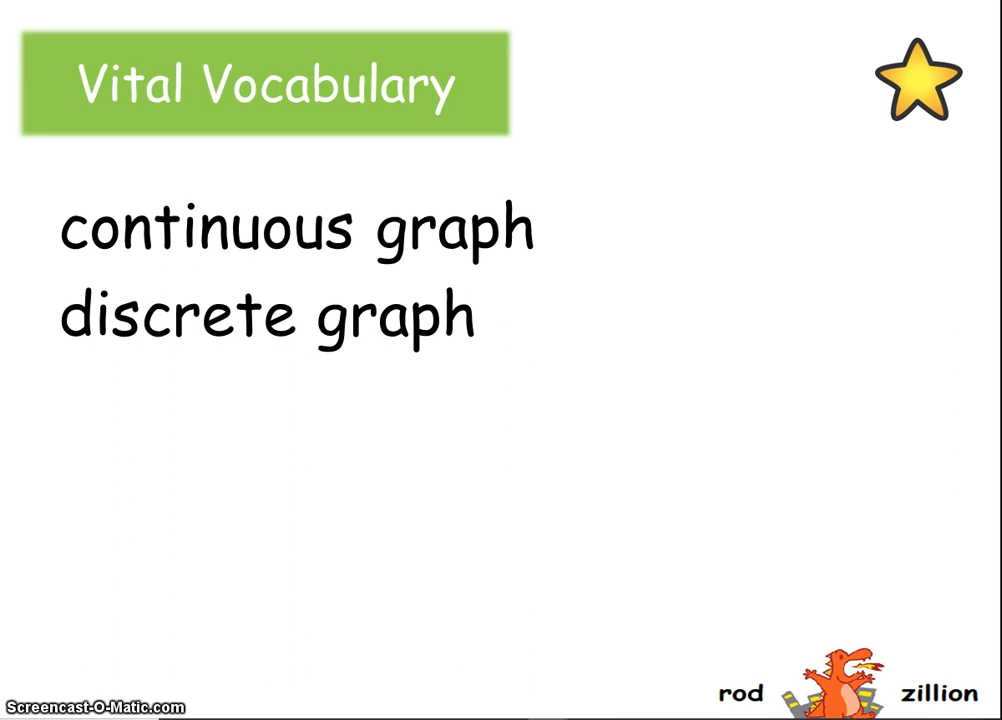 Vital Vocabulary
continuous graph
discrete graph
rod zillion
Screencast-O-Matic.com